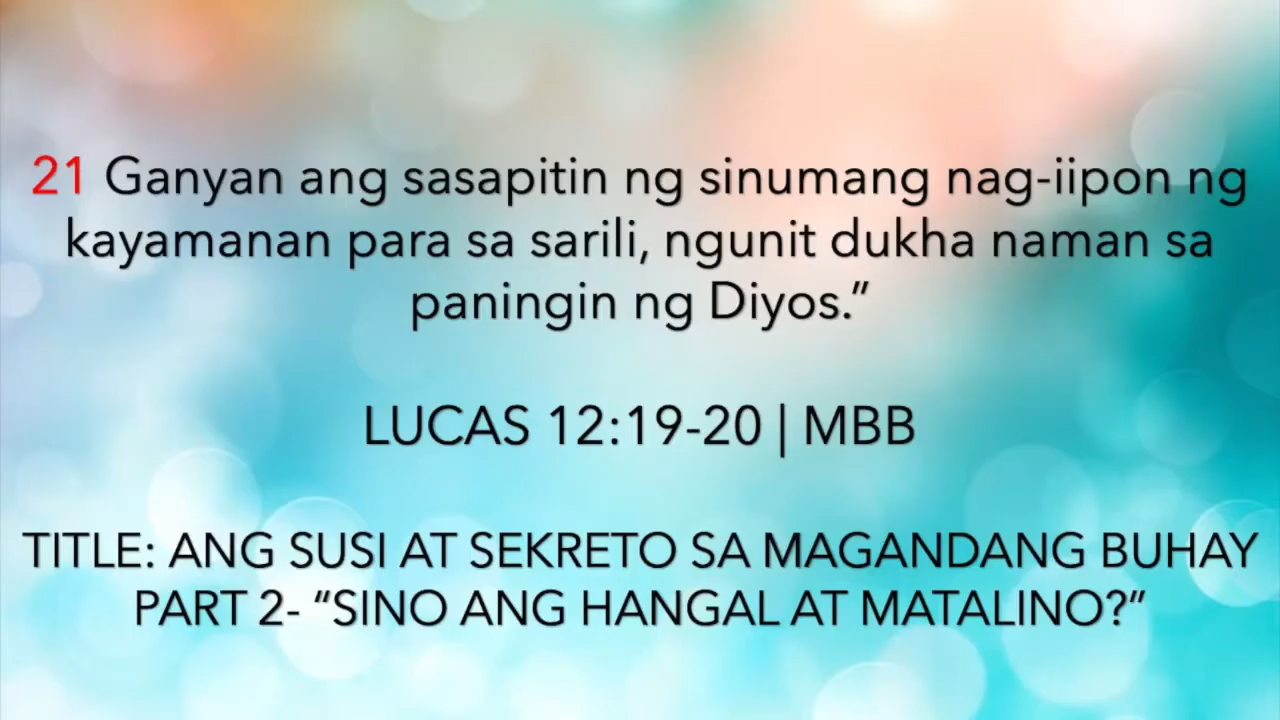 21 Ganyan ang sasapitin ng sinumang nag-iipon ng
kayamanan para sa sarili, ngunit dukha naman sa
paningin ng Diyos.”
LUCAS 12:19-20 | MBB
TITLE: ANG SUSI AT SEKRETO SA MAGANDANG BUHAY
PART 2- “SINO ANG HANGAL AT MATALINO?”